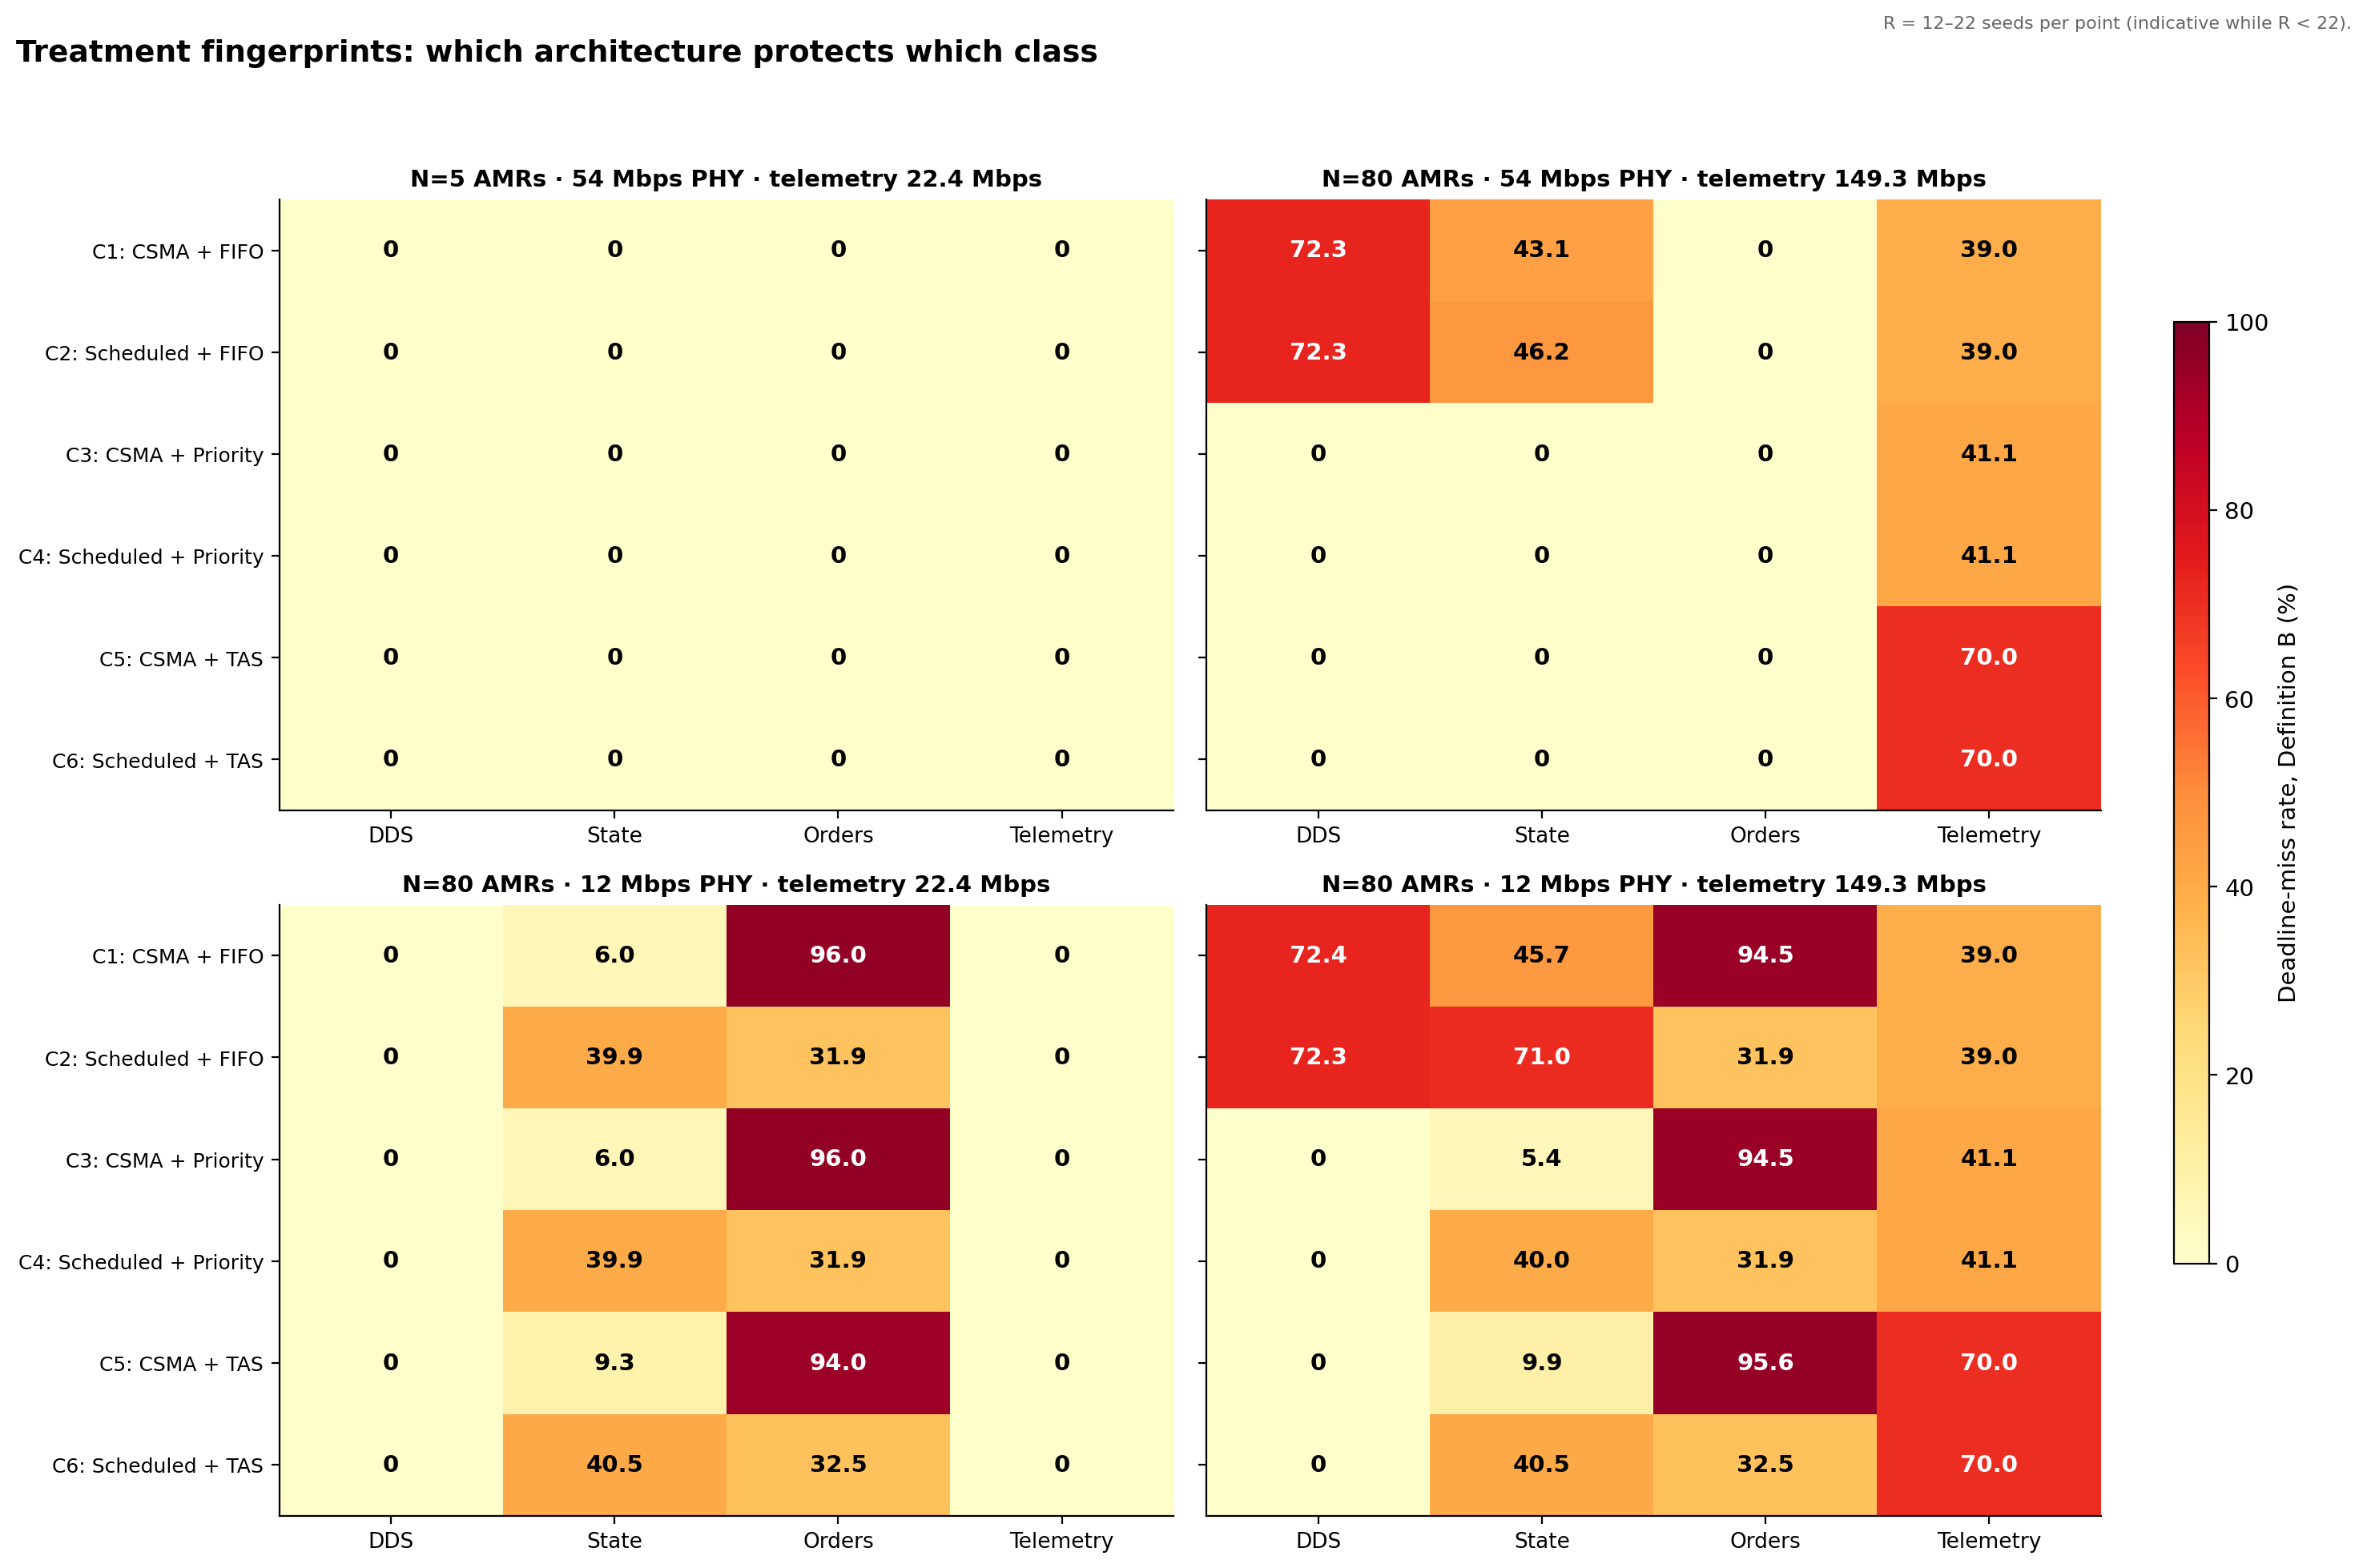 R = 12–22 seeds per point (indicative while R < 22).
Treatment fingerprints: which architecture protects which class
N=5 AMRs · 54 Mbps PHY · telemetry 22.4 Mbps
C1: CSMA + FIFO 0 0 0 0
C2: Scheduled + FIFO 0 0 0 0
C3: CSMA + Priority 0 0 0 0
C4: Scheduled + Priority 0 0 0 0
C5: CSMA + TAS 0 0 0 0
C6: Scheduled + TAS 0 0 0 0
DDS State Orders Telemetry
N=80 AMRs · 54 Mbps PHY · telemetry 149.3 Mbps
72.3 43.1 0 39.0
72.3 46.2 0 39.0
0 0 0 41.1
0 0 0 41.1
0 0 0 70.0
0 0 0 70.0
DDS State Orders Telemetry
N=80 AMRs · 12 Mbps PHY · telemetry 22.4 Mbps
C1: CSMA + FIFO 0 6.0 96.0 0
C2: Scheduled + FIFO 0 39.9 31.9 0
C3: CSMA + Priority 0 6.0 96.0 0
C4: Scheduled + Priority 0 39.9 31.9 0
C5: CSMA + TAS 0 9.3 94.0 0
C6: Scheduled + TAS 0 40.5 32.5 0
DDS State Orders Telemetry
N=80 AMRs · 12 Mbps PHY · telemetry 149.3 Mbps
72.4 45.7 94.5 39.0
72.3 71.0 31.9 39.0
0 5.4 94.5 41.1
0 40.0 31.9 41.1
0 9.9 95.6 70.0
0 40.5 32.5 70.0
DDS State Orders Telemetry
100
80
60
40
20
0
Deadline-miss rate, Definition B (%)